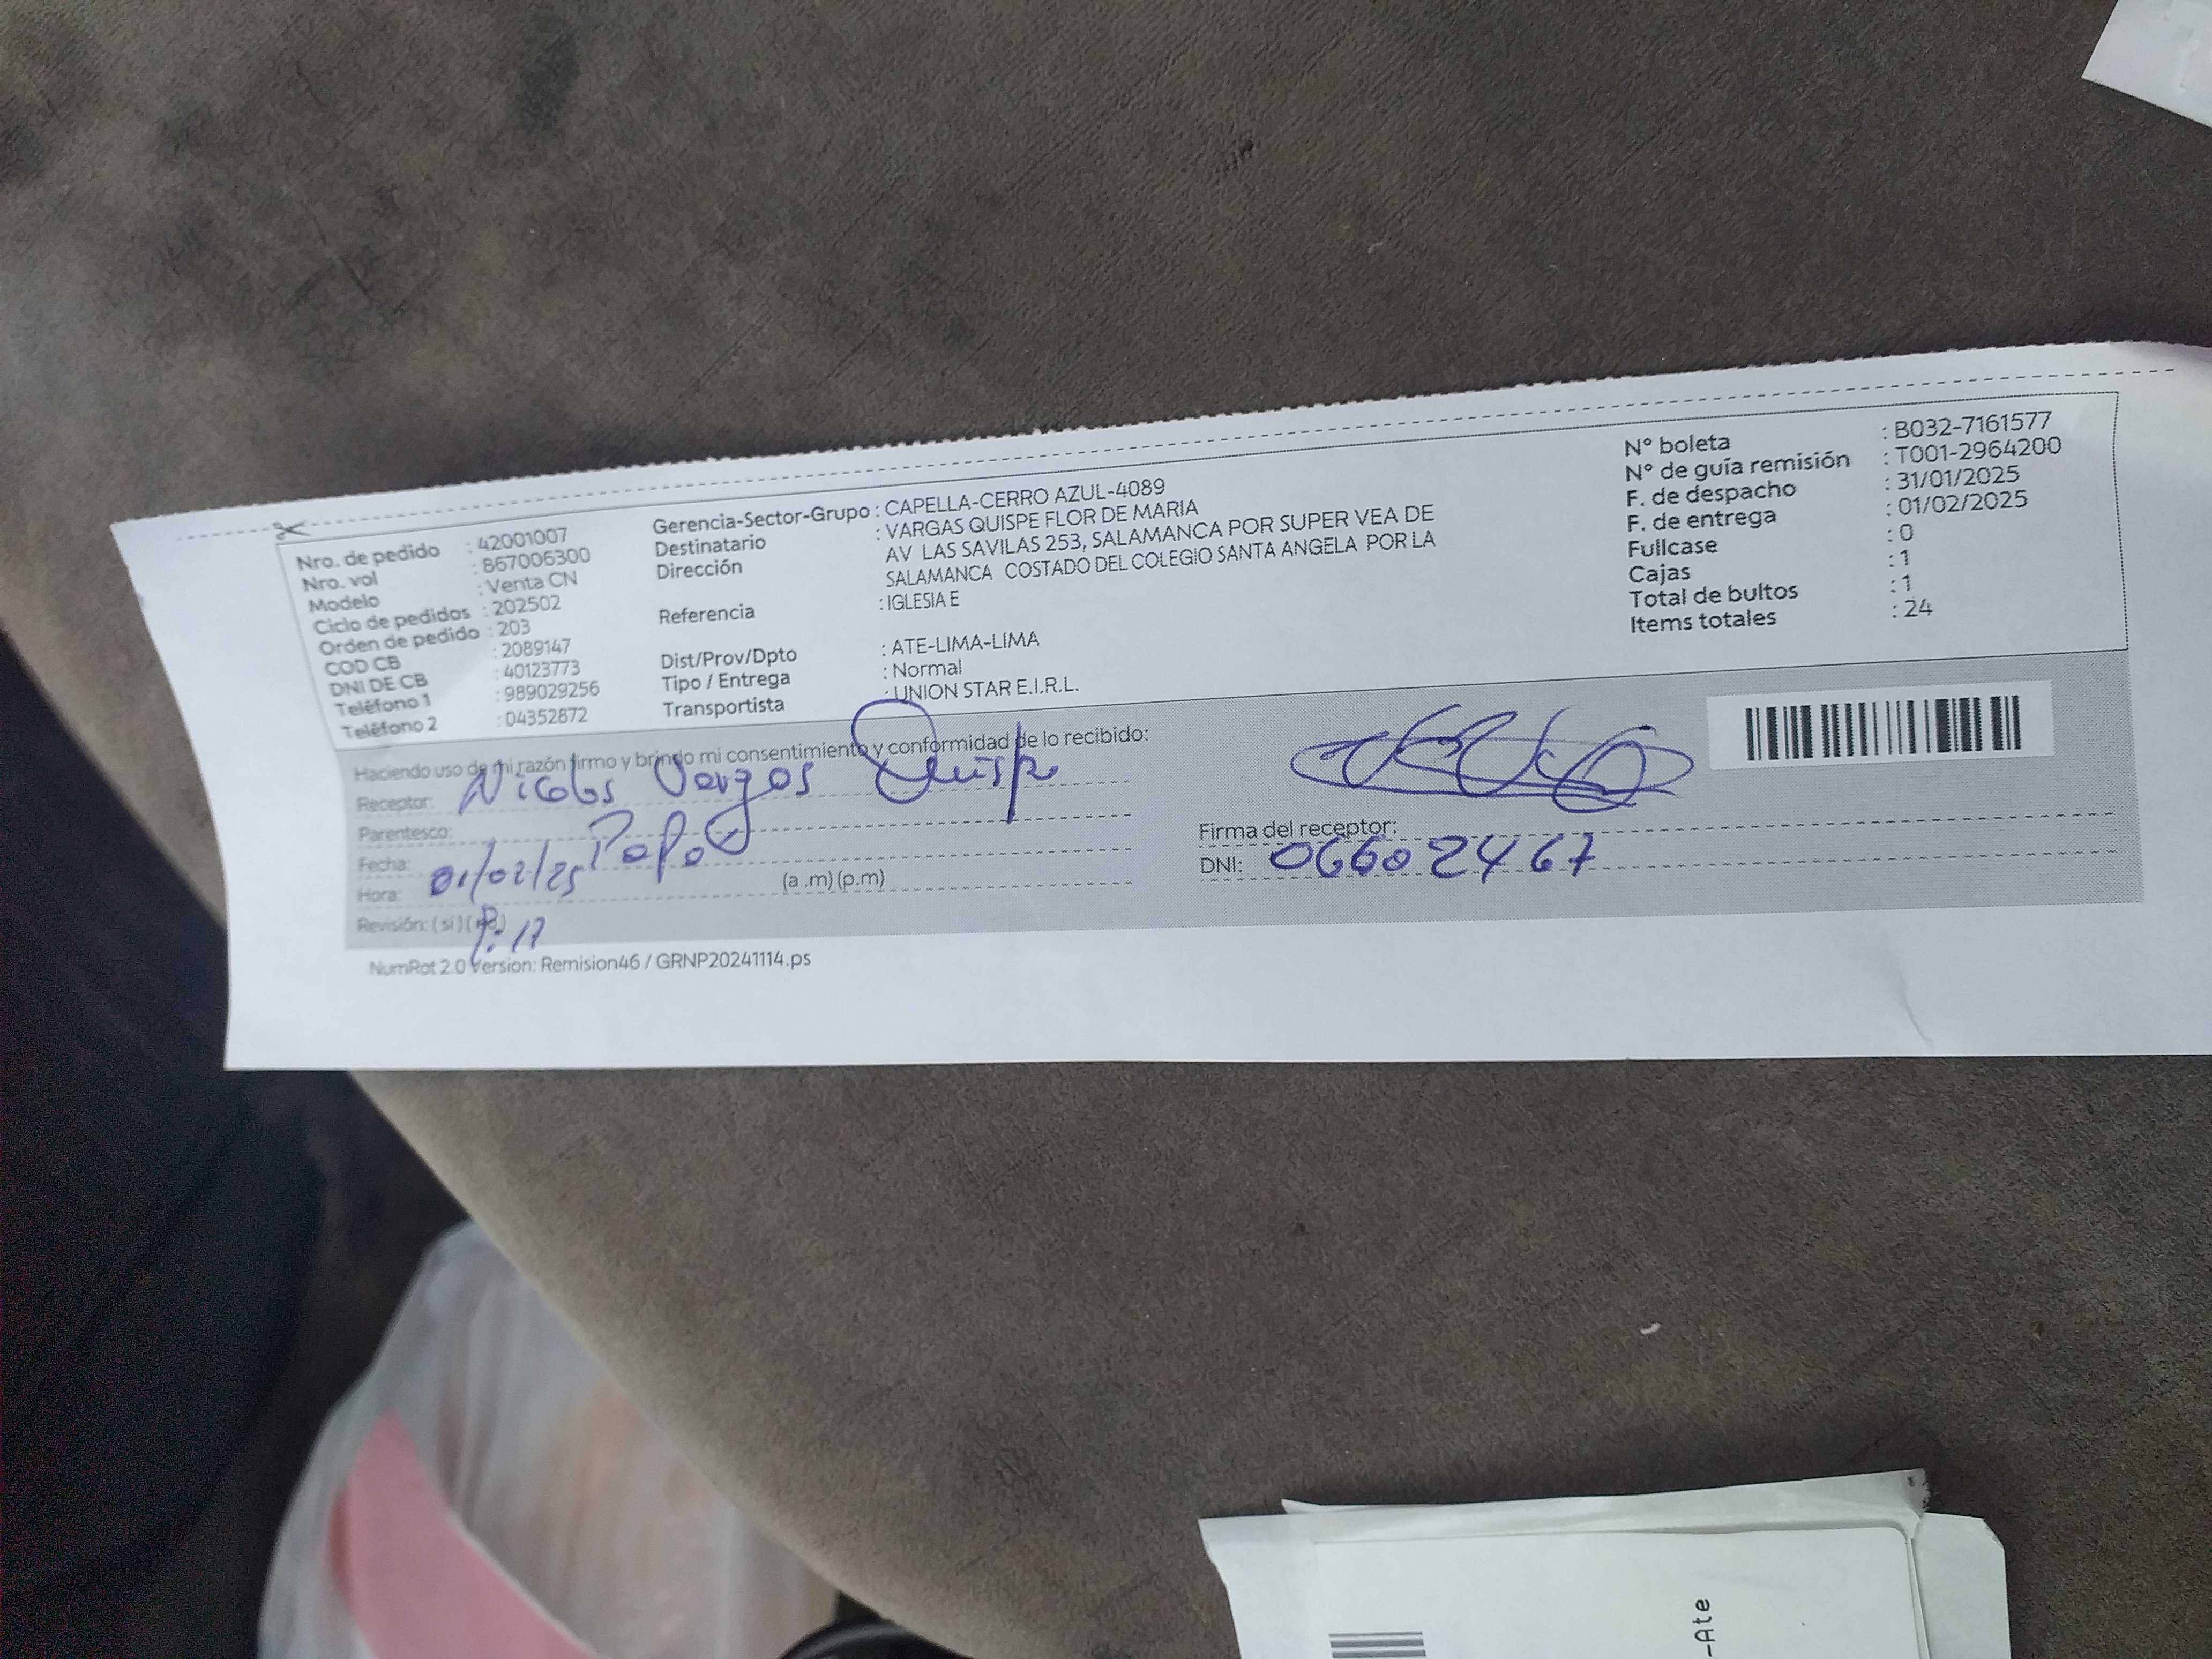 Nro. de pedido : 42001007
Nro. vol : 867006300
Modelo : Venta CN
Ciclo de pedidos : 202502
Orden de pedido : 203
COD CB : 2089147
DNI DE CB : 40123773
Teléfono 1 : 989029256
Teléfono 2 : 04352872
Gerencia-Sector-Grupo : CAPELLA-CERRO AZUL-4089
Destinatario : VARGAS QUISPE FLOR DE MARIA
Dirección AV LAS SAVILAS 253, SALAMANCA POR SUPER VEA DE
SALAMANCA COSTADO DEL COLEGIO SANTA ANGELA POR LA
Referencia : IGLESIA E
Dist/Prov/Dpto : ATE-LIMA-LIMA
Tipo / Entrega : Normal
Transportista : UNION STAR E.I.R.L.
N° boleta : B032-7161577
N° de guía remisión : T001-2964200
F. de despacho : 31/01/2025
F. de entrega : 01/02/2025
Fullcase : 0
Cajas : 1
Total de bultos : 1
Items totales : 24
Haciendo uso de mi razón firmo y brindo mi consentimiento y conformidad de lo recibido:
Receptor: Nicolas Vargas Quispe
Parentesco: Papa
Fecha: 01/02/25
Hora: (a.m)(p.m)
Revisión: (si)(no)
Firma del receptor:
DNI: 06602467
NumRot 2.0 Version: Remision46 / GRNP20241114.ps
-Ate